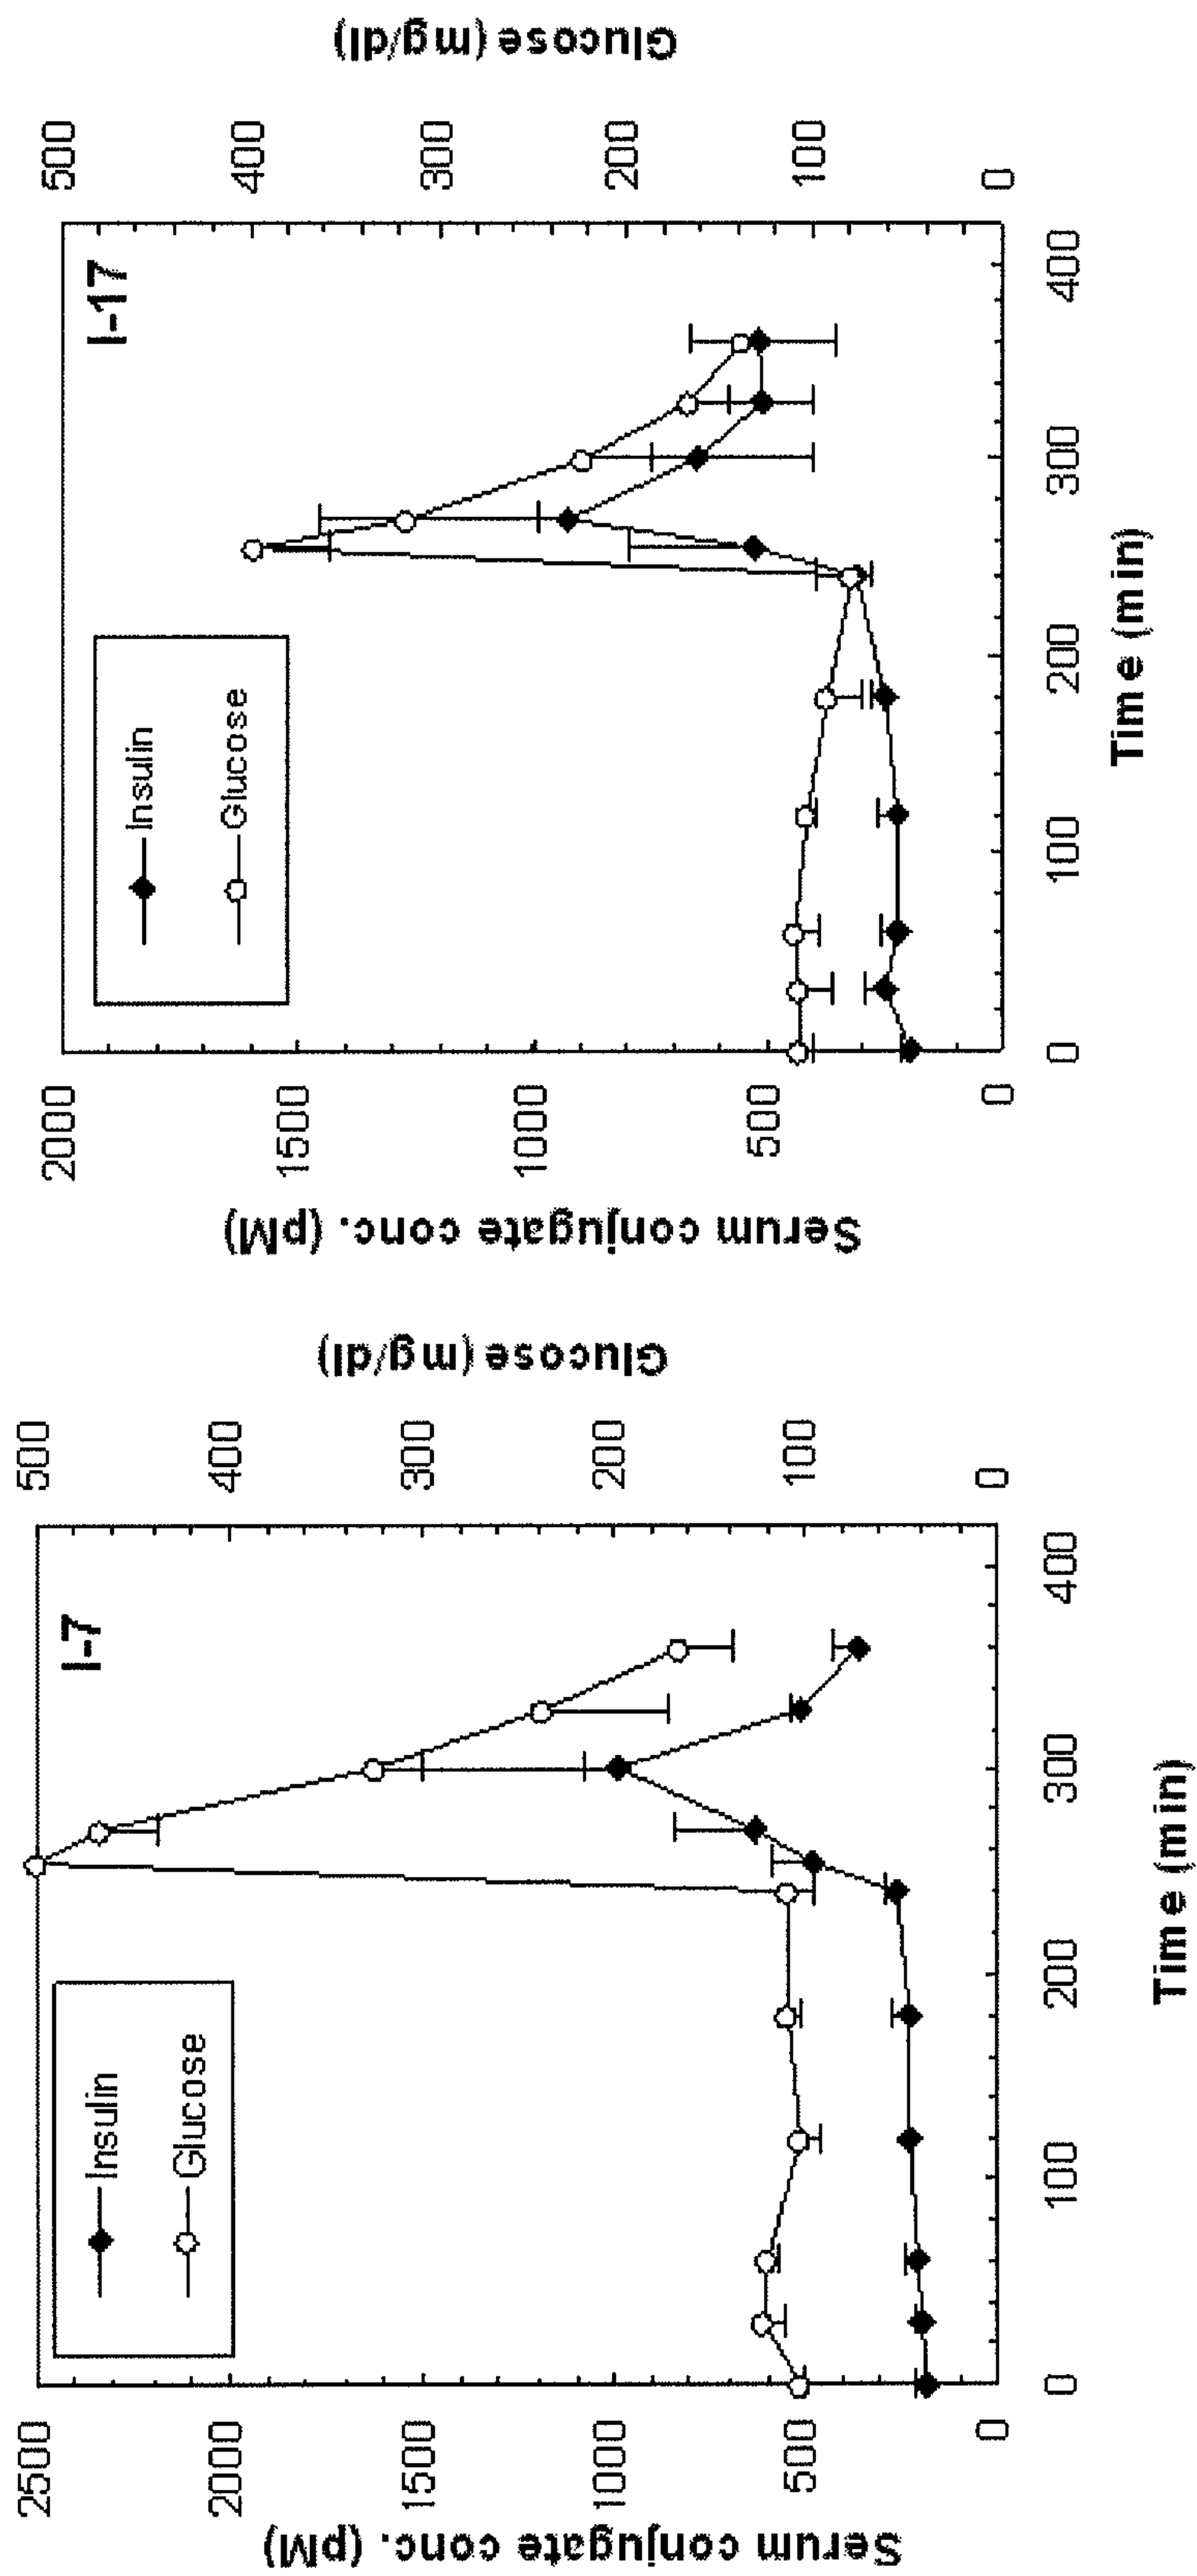 I-7
Insulin
Glucose
Serum conjugate conc. (pM)
2500
2000
1500
1000
500
0
Glucose (mg/dl)
500
400
300
200
100
0
0 100 200 300 400
Time (min)
I-17
Insulin
Glucose
Serum conjugate conc. (pM)
2000
1500
1000
500
0
Glucose (mg/dl)
500
400
300
200
100
0
0 100 200 300 400
Time (min)